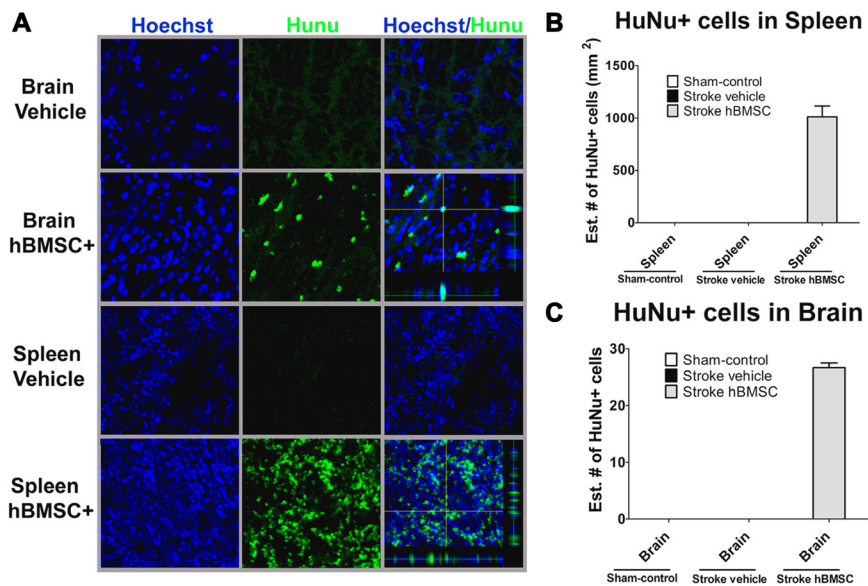 A
Hoechst
Hunu
Hoechst/Hunu
Brain
Vehicle
Brain
hBMSC+
Spleen
Vehicle
Spleen
hBMSC+
B
HuNu+ cells in Spleen
Est. # of HuNu+ cells (mm 2)
1500
1000
500
0
Sham-control
Stroke vehicle
Stroke hBMSC
Spleen
Spleen
Spleen
Sham-control
Stroke vehicle
Stroke hBMSC
C
HuNu+ cells in Brain
Est. # of HuNu+ cells
30
20
10
0
Sham-control
Stroke vehicle
Stroke hBMSC
Brain
Brain
Brain
Sham-control
Stroke vehicle
Stroke hBMSC